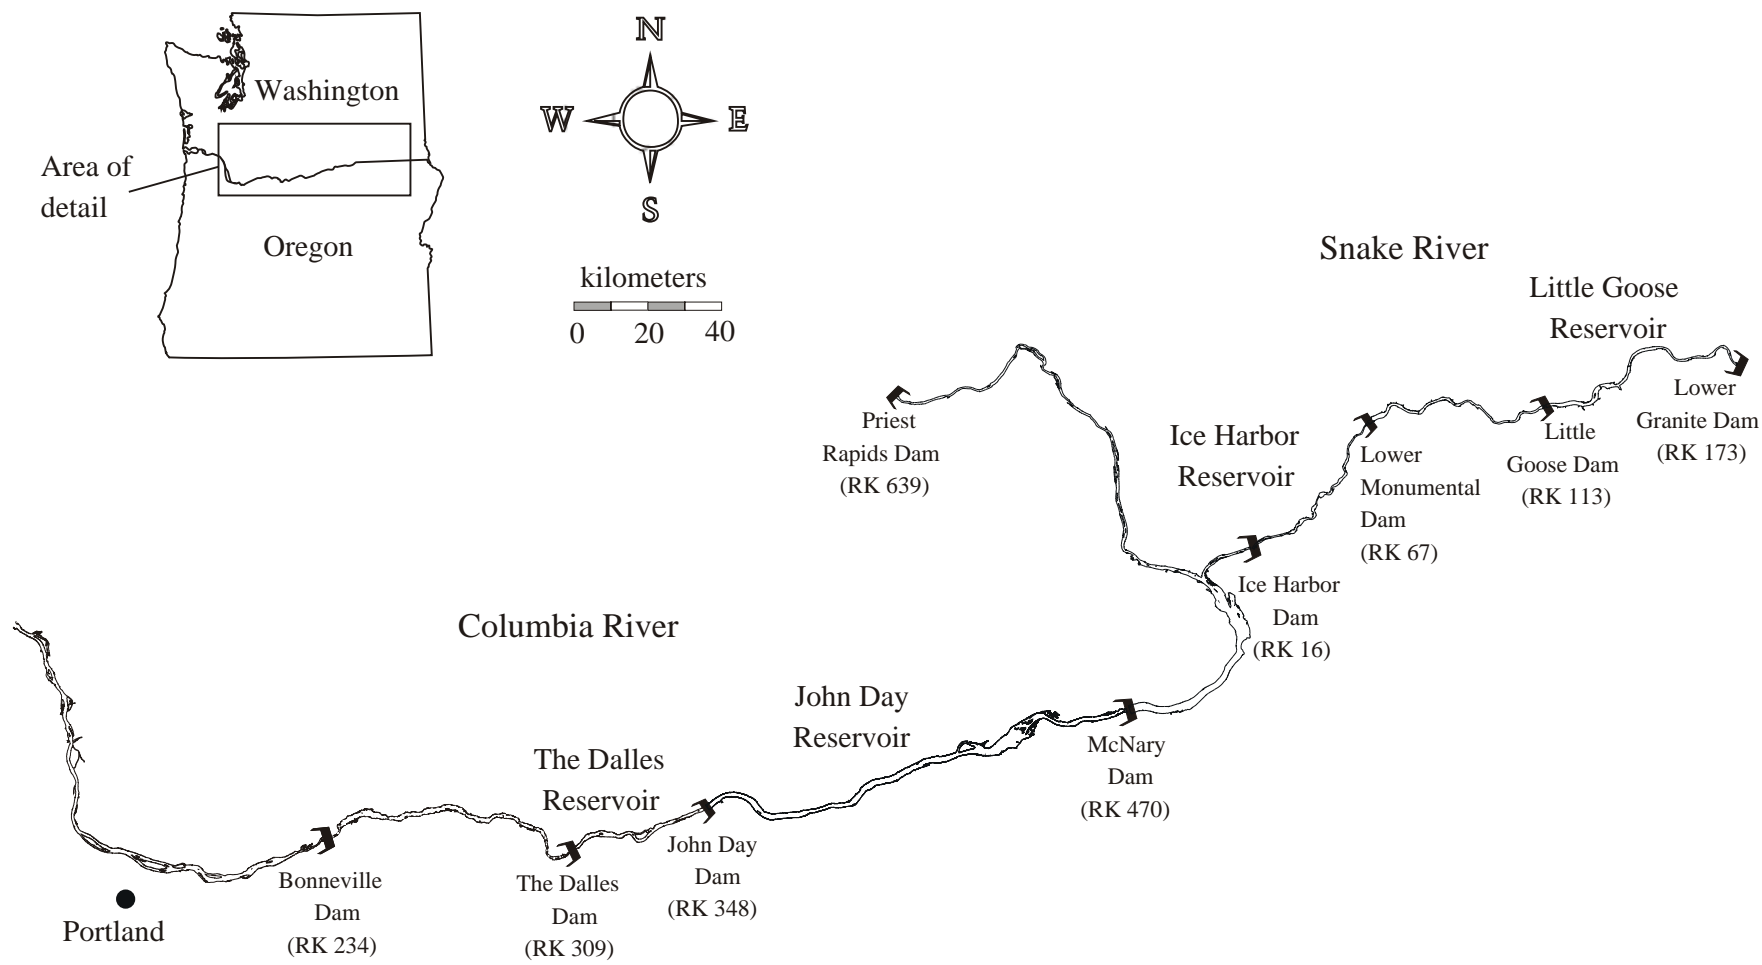 Washington
Area of
detail
Oregon
N
W
E
S
kilometers
0 20 40
Snake River
Little Goose
Reservoir
Lower
Granite Dam
(RK 173)
Little
Goose Dam
(RK 113)
Priest
Rapids Dam
(RK 639)
Ice Harbor
Reservoir
Lower
Monumental
Dam
(RK 67)
Ice Harbor
Dam
(RK 16)
Columbia River
John Day
Reservoir
McNary
Dam
(RK 470)
The Dalles
Reservoir
John Day
Dam
(RK 348)
The Dalles
Dam
(RK 309)
Bonneville
Dam
(RK 234)
Portland